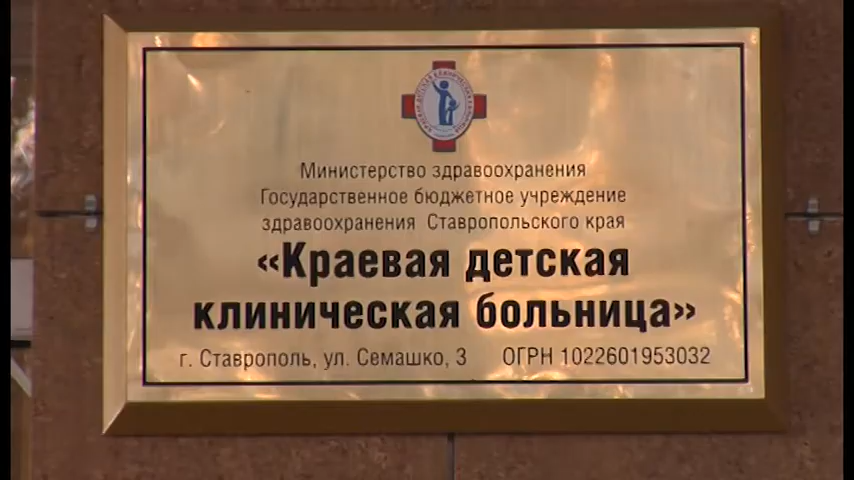 Министерство здравоохранения
Государственное бюджетное учреждение
здравоохранения Ставропольского края
«Краевая детская
клиническая больница»
г. Ставрополь, ул. Семашко, 3 ОГРН 1022601953032